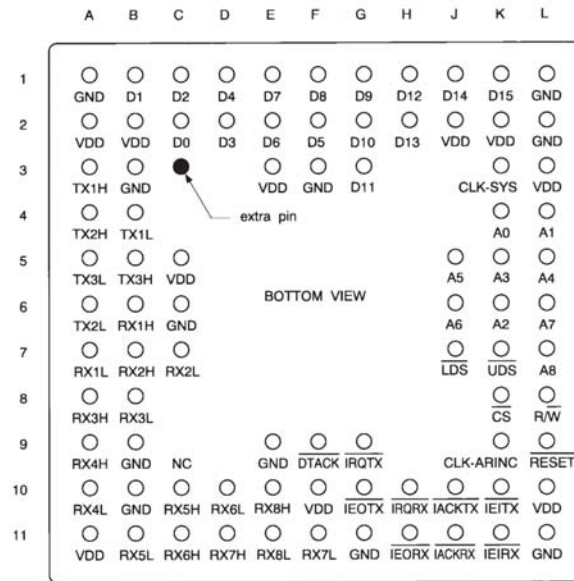 A B C D E F G H J K L
1
GND D1 D2 D4 D7 D8 D9 D12 D14 D15 GND
2
VDD VDD D0 D3 D6 D5 D10 D13 VDD VDD GND
3
TX1H GND VDD GND D11 CLK-SYS VDD
extra pin
4
TX2H TX1L A0 A1
5
TX3L TX3H VDD A5 A3 A4
BOTTOM VIEW
6
TX2L RX1H GND A6 A2 A7
7
RX1L RX2H RX2L LDS UDS A8
8
RX3H RX3L CS R/W
9
RX4H GND NC GND DTACK IRQTX CLK-ARINC RESET
10
RX4L GND RX5H RX6L RX8H VDD IEOTX IRQRX IACKTX IEITX VDD
11
VDD RX5L RX6H RX7H RX8L RX7L GND IEORX IACKRX IEIRX GND